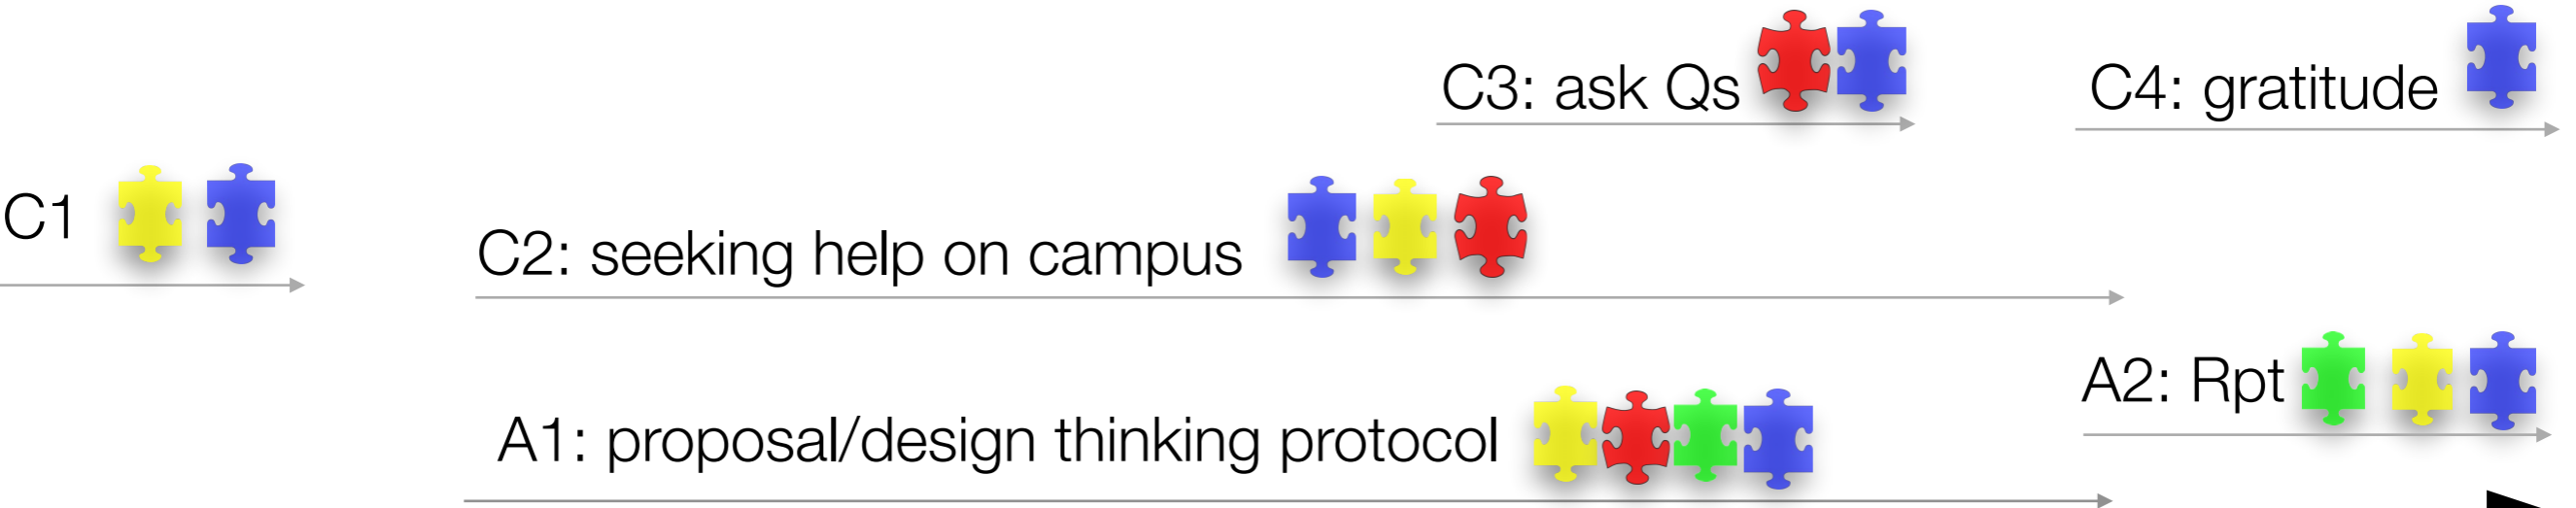 C3: ask Qs
C4: gratitude
C1
C2: seeking help on campus
A2: Rpt
A1: proposal/design thinking protocol